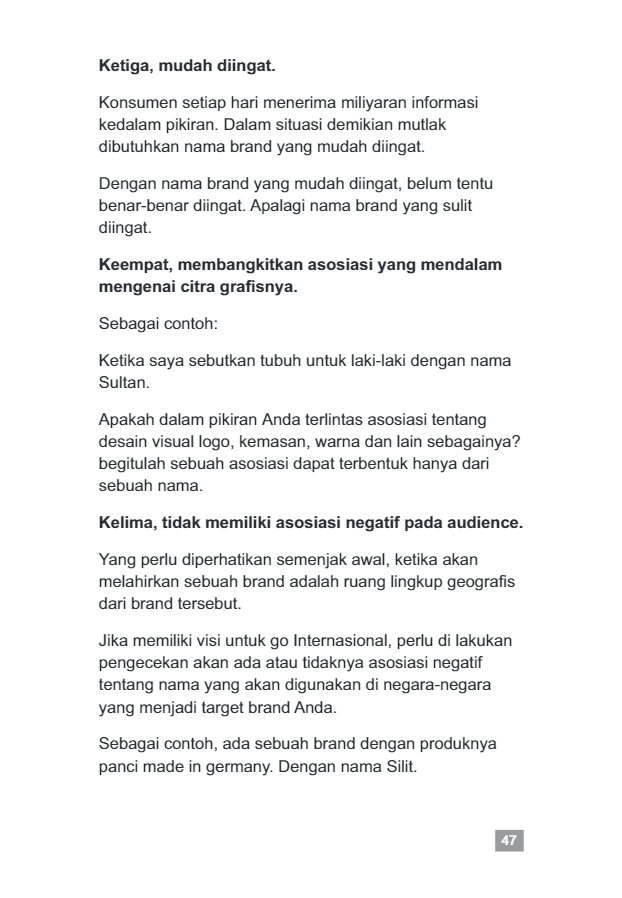 Ketiga, mudah diingat.
Konsumen setiap hari menerima miliyaran informasi
kedalam pikiran. Dalam situasi demikian mutlak
dibutuhkan nama brand yang mudah diingat.
Dengan nama brand yang mudah diingat, belum tentu
benar-benar diingat. Apalagi nama brand yang sulit
diingat.
Keempat, membangkitkan asosiasi yang mendalam
mengenai citra grafisnya.
Sebagai contoh:
Ketika saya sebutkan tubuh untuk laki-laki dengan nama
Sultan.
Apakah dalam pikiran Anda terlintas asosiasi tentang
desain visual logo, kemasan, warna dan lain sebagainya?
begitulah sebuah asosiasi dapat terbentuk hanya dari
sebuah nama.
Kelima, tidak memiliki asosiasi negatif pada audience.
Yang perlu diperhatikan semenjak awal, ketika akan
melahirkan sebuah brand adalah ruang lingkup geografis
dari brand tersebut.
Jika memiliki visi untuk go Internasional, perlu di lakukan
pengecekan akan ada atau tidaknya asosiasi negatif
tentang nama yang akan digunakan di negara-negara
yang menjadi target brand Anda.
Sebagai contoh, ada sebuah brand dengan produknya
panci made in germany. Dengan nama Silit.
47